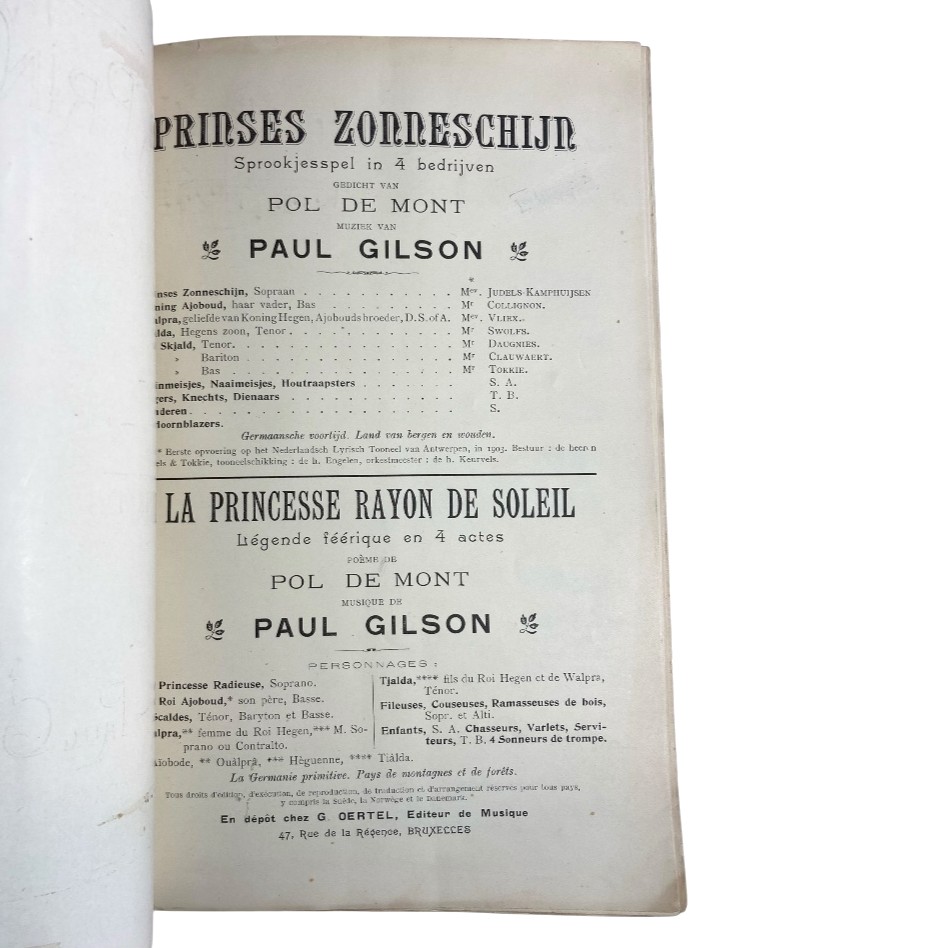 PRINSES ZONNESCHIJN
Sprookjesspel in 4 bedrijven
GEDICHT VAN
POL DE MONT
MUZIEK VAN
PAUL GILSON
*
nses Zonneschijn, Sopraan . . . . . . . . . . . Mev. JUDELS-KAMPHUIJSEN
ning Ajoboud, haar vader, Bas . . . . . . . . . Mr COLLIGNON.
alpra, geliefde van Koning Hegen, Ajobouds broeder, D. S. of A. Mev. VLIEX.
lda, Hegens zoon, Tenor . . . . . . . . . . . . Mr SWOLFS.
Skjald, Tenor. . . . . . . . . . . . . . . . . Mr DAUGNIES.
» Bariton . . . . . . . . . . . . . . . . Mr CLAUWAERT.
» Bas . . . . . . . . . . . . . . . . . Mr TOKKIE.
inmeisjes, Naaimeisjes, Houtraapsters . . . . . . . S. A.
gers, Knechts, Dienaars . . . . . . . . . . . . T. B.
nderen . . . . . . . . . . . . . . . . . . . S.
Hoornblazers.
Germaansche voortijd. Land van bergen en wouden.
* Eerste opvoering op het Nederlandsch Lyrisch Tooneel van Antwerpen, in 1903. Bestuur : de heeren
els & Tokkie, tooneelschikking : de h. Engelen, orkestmeester : de h. Keurvels.
LA PRINCESSE RAYON DE SOLEIL
Légende féérique en 4 actes
POÈME DE
POL DE MONT
MUSIQUE DE
PAUL GILSON
PERSONNAGES :
Princesse Radieuse, Soprano.
Roi Ajoboud,* son père, Basse.
Scaldes, Ténor, Baryton et Basse.
alpra,** femme du Roi Hegen,*** M. So-
prano ou Contralto.
Tjalda,**** fils du Roi Hegen et de Walpra,
Ténor.
Fileuses, Couseuses, Ramasseuses de bois,
Sopr. et Alti.
Enfants, S. A. Chasseurs, Varlets, Servi-
teurs, T. B. 4 Sonneurs de trompe.
Aïobode, ** Ouâlprâ, *** Hèguenne, **** Tiâlda.
La Germanie primitive. Pays de montagnes et de forêts.
Tous droits d'édition, d'exécution, de reproduction, de traduction et d'arrangement réservés pour tous pays,
y compris la Suède, la Norwège et le Danemark.
En dépôt chez G. OERTEL, Editeur de Musique
47, Rue de la Régence, BRUXECCES